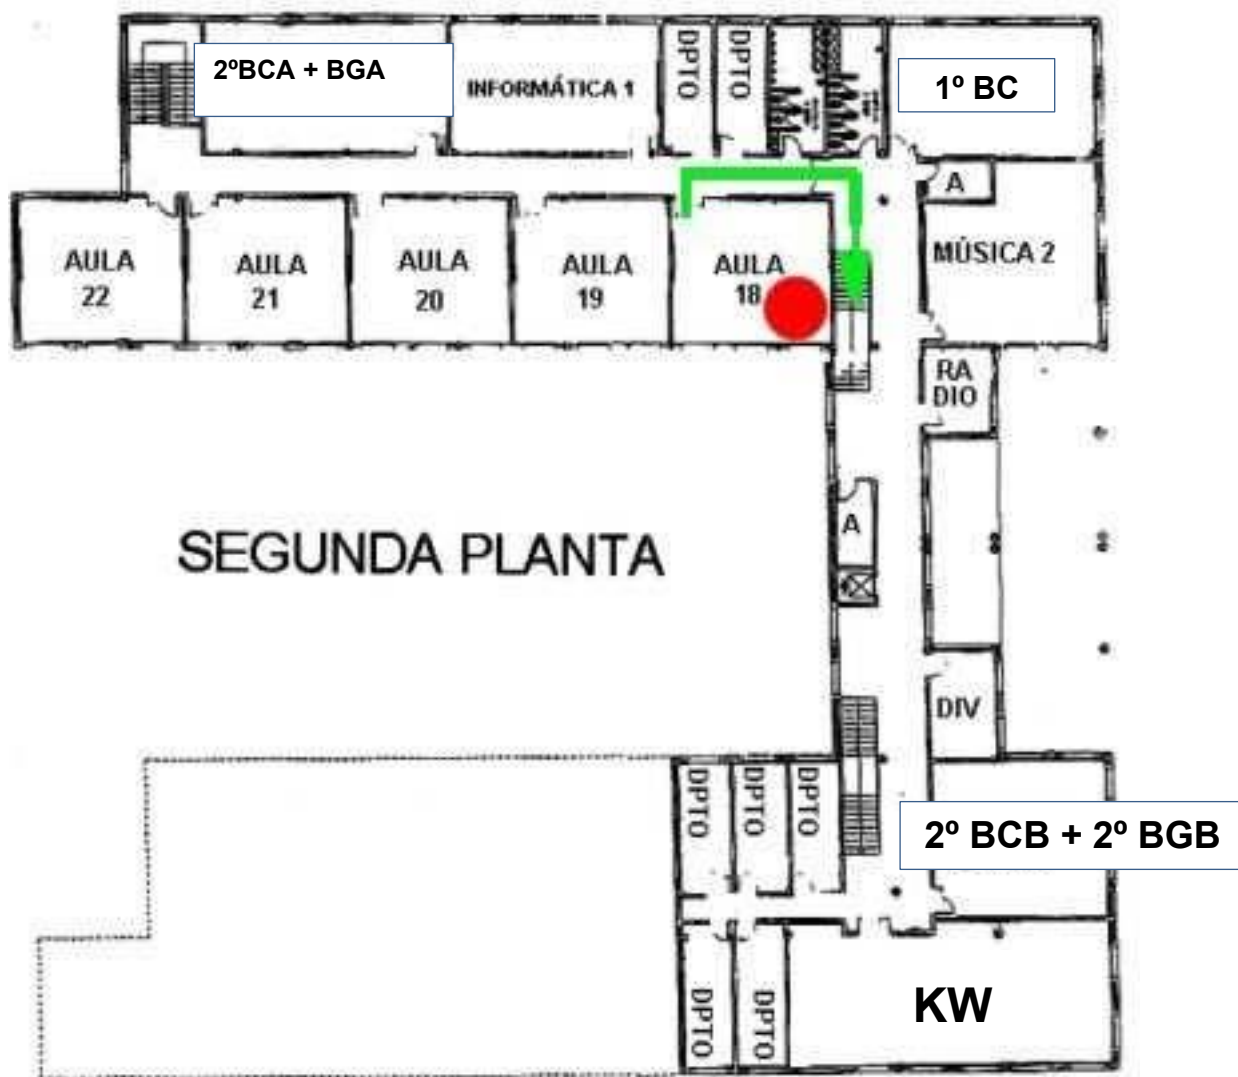 2ºBCA + BGA
INFORMÁTICA 1
DPTO
DPTO
1º BC
A
MÚSICA 2
AULA
22
AULA
21
AULA
20
AULA
19
AULA
18
RA
DIO
A
SEGUNDA PLANTA
DIV
DPTO
DPTO
DPTO
2º BCB + 2º BGB
DPTO
DPTO
KW